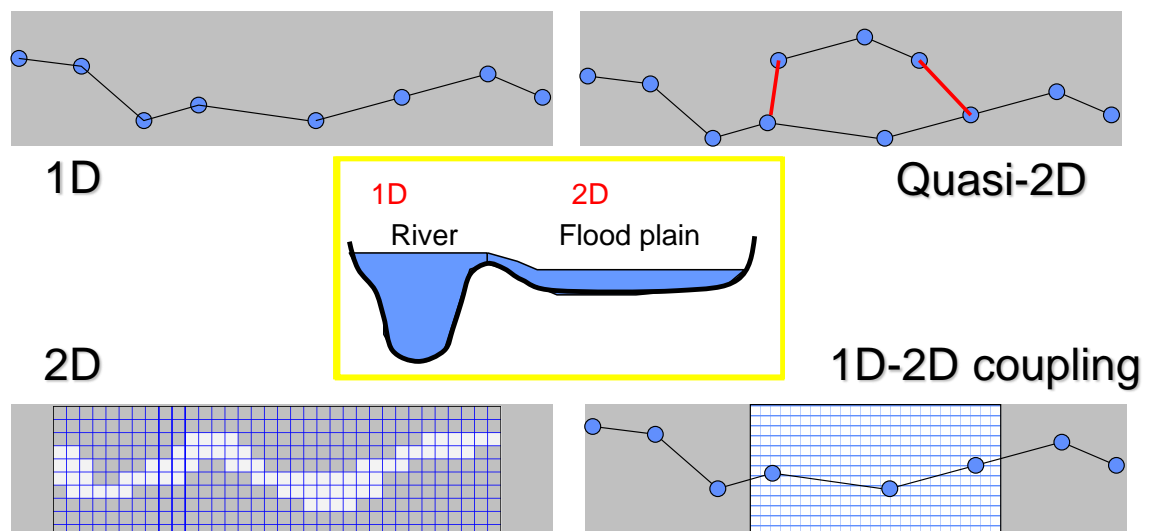 1D
Quasi-2D
1D
2D
River
Flood plain
2D
1D-2D coupling